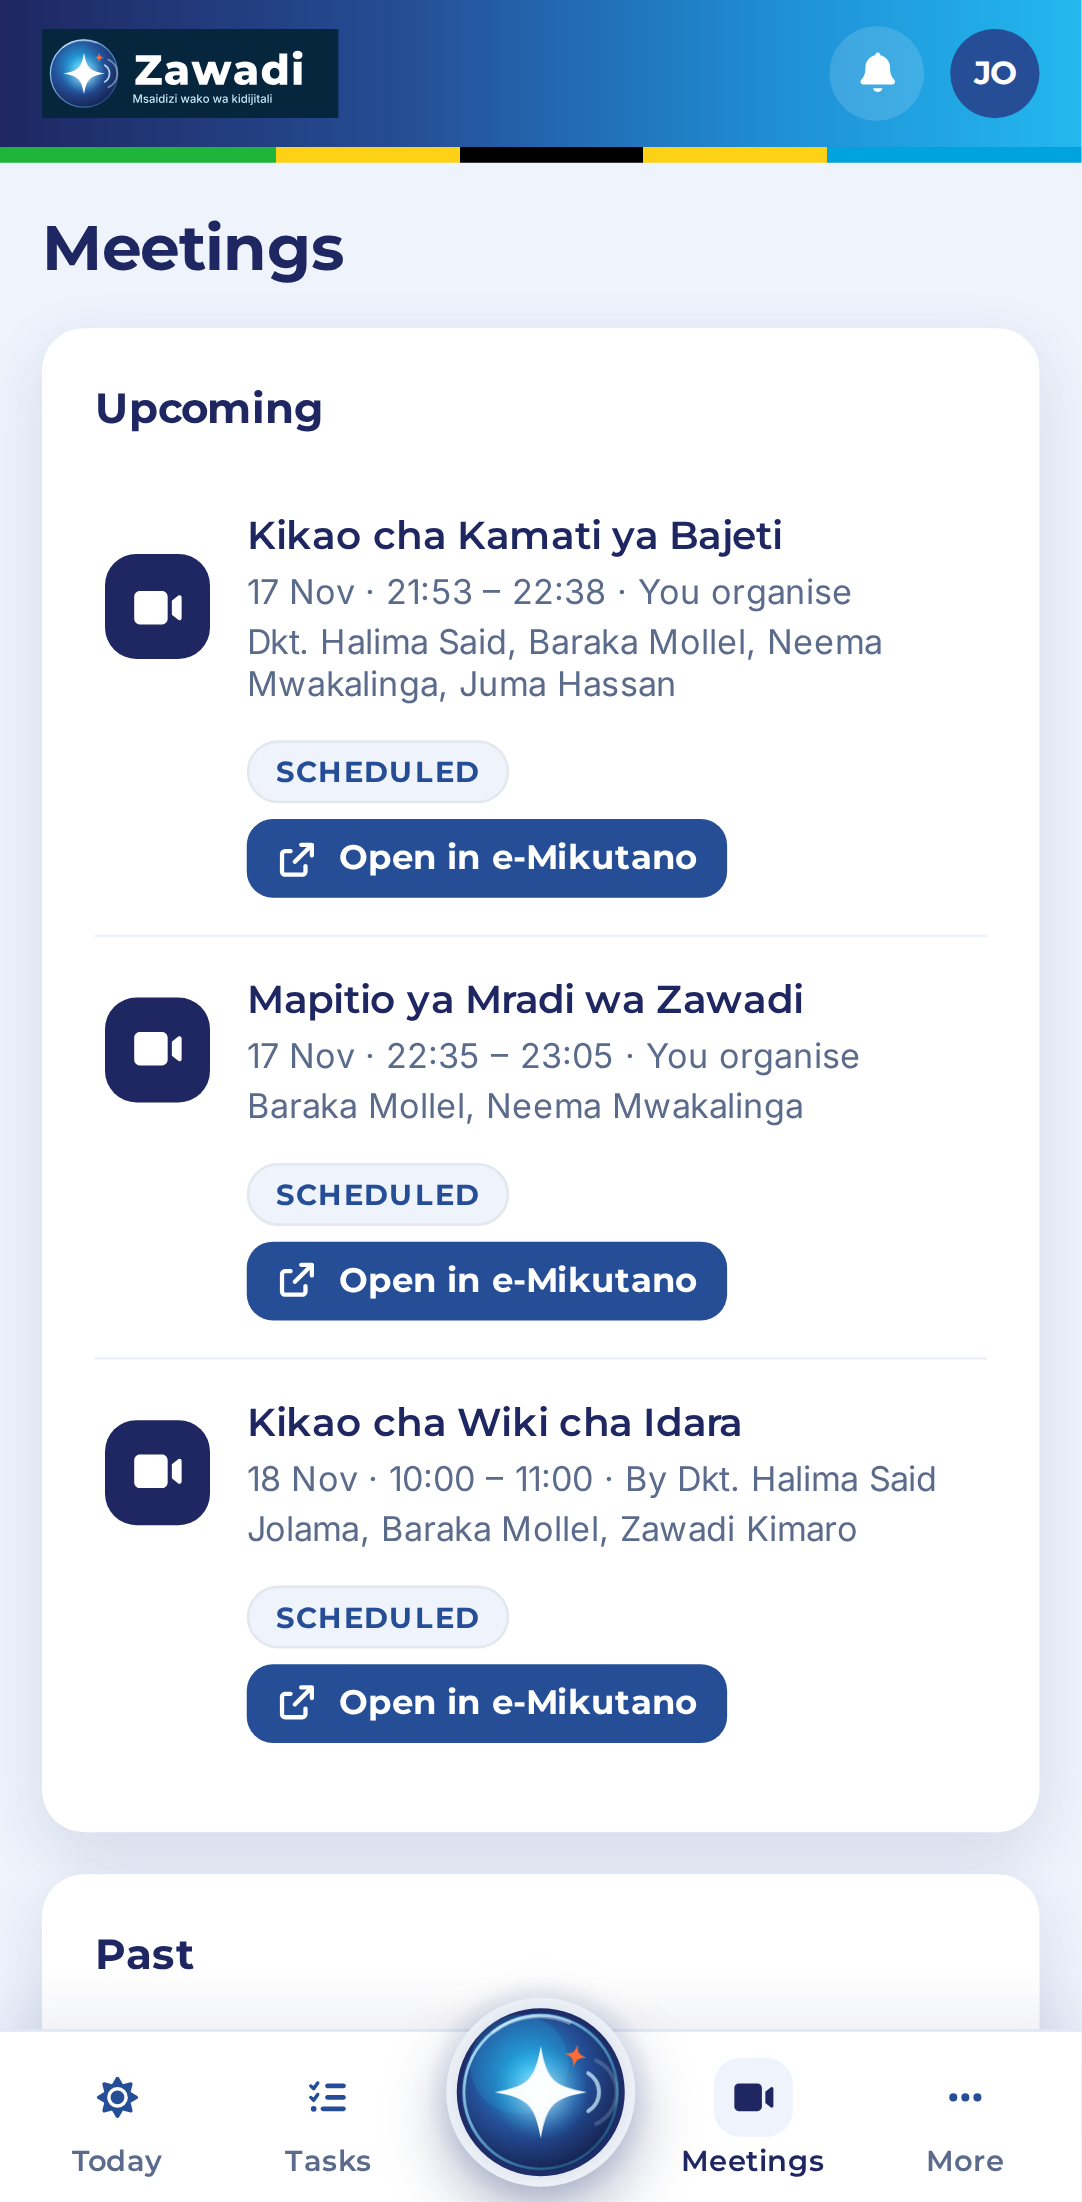 Zawadi
Msaidizi wako wa kidijitali
JO
Meetings
Upcoming
Kikao cha Kamati ya Bajeti
17 Nov · 21:53 – 22:38 · You organise
Dkt. Halima Said, Baraka Mollel, Neema
Mwakalinga, Juma Hassan
SCHEDULED
Open in e-Mikutano
Mapitio ya Mradi wa Zawadi
17 Nov · 22:35 – 23:05 · You organise
Baraka Mollel, Neema Mwakalinga
SCHEDULED
Open in e-Mikutano
Kikao cha Wiki cha Idara
18 Nov · 10:00 – 11:00 · By Dkt. Halima Said
Jolama, Baraka Mollel, Zawadi Kimaro
SCHEDULED
Open in e-Mikutano
Past
Today
Tasks
Meetings
More